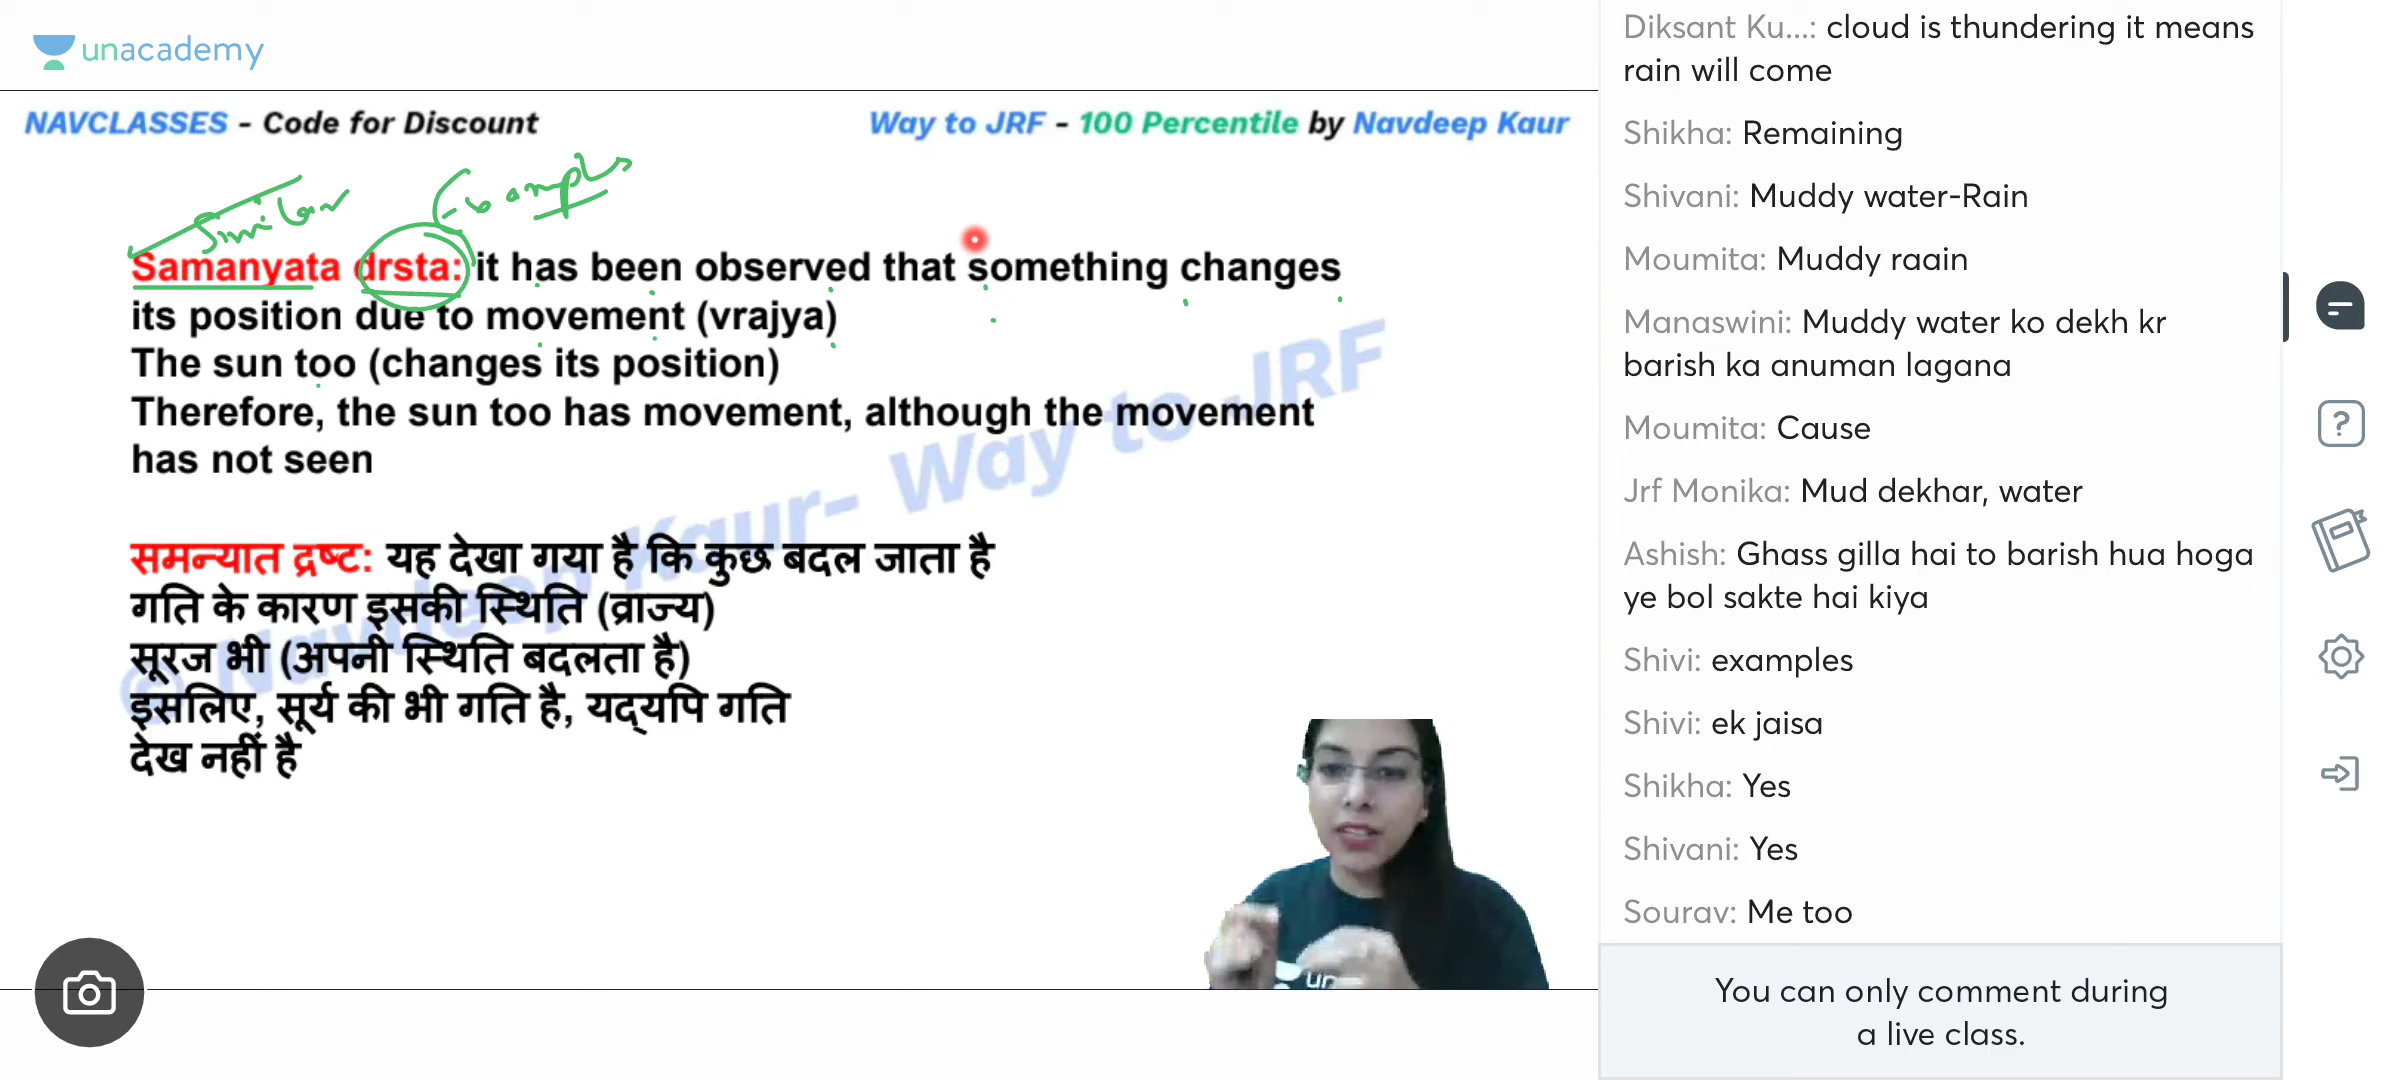 unacademy
NAVCLASSES - Code for Discount
Way to JRF - 100 Percentile by Navdeep Kaur
Similar
Samanyata drsta: it has been observed that something changes
its position due to movement (vrajya)
The sun too (changes its position)
Therefore, the sun too has movement, although the movement
has not seen
समन्यात द्रष्ट: यह देखा गया है कि कुछ बदल जाता है
गति के कारण इसकी स्थिति (व्राज्य)
सूरज भी (अपनी स्थिति बदलता है)
इसलिए, सूर्य की भी गति है, यद्यपि गति
देख नहीं है
© Navdeep Kaur- Way to JRF
un
Diksant Ku...: cloud is thundering it means
rain will come
Shikha: Remaining
Shivani: Muddy water-Rain
Moumita: Muddy raain
Manaswini: Muddy water ko dekh kr
barish ka anuman lagana
Moumita: Cause
Jrf Monika: Mud dekhar, water
Ashish: Ghass gilla hai to barish hua hoga
ye bol sakte hai kiya
Shivi: examples
Shivi: ek jaisa
Shikha: Yes
Shivani: Yes
Sourav: Me too
You can only comment during
a live class.